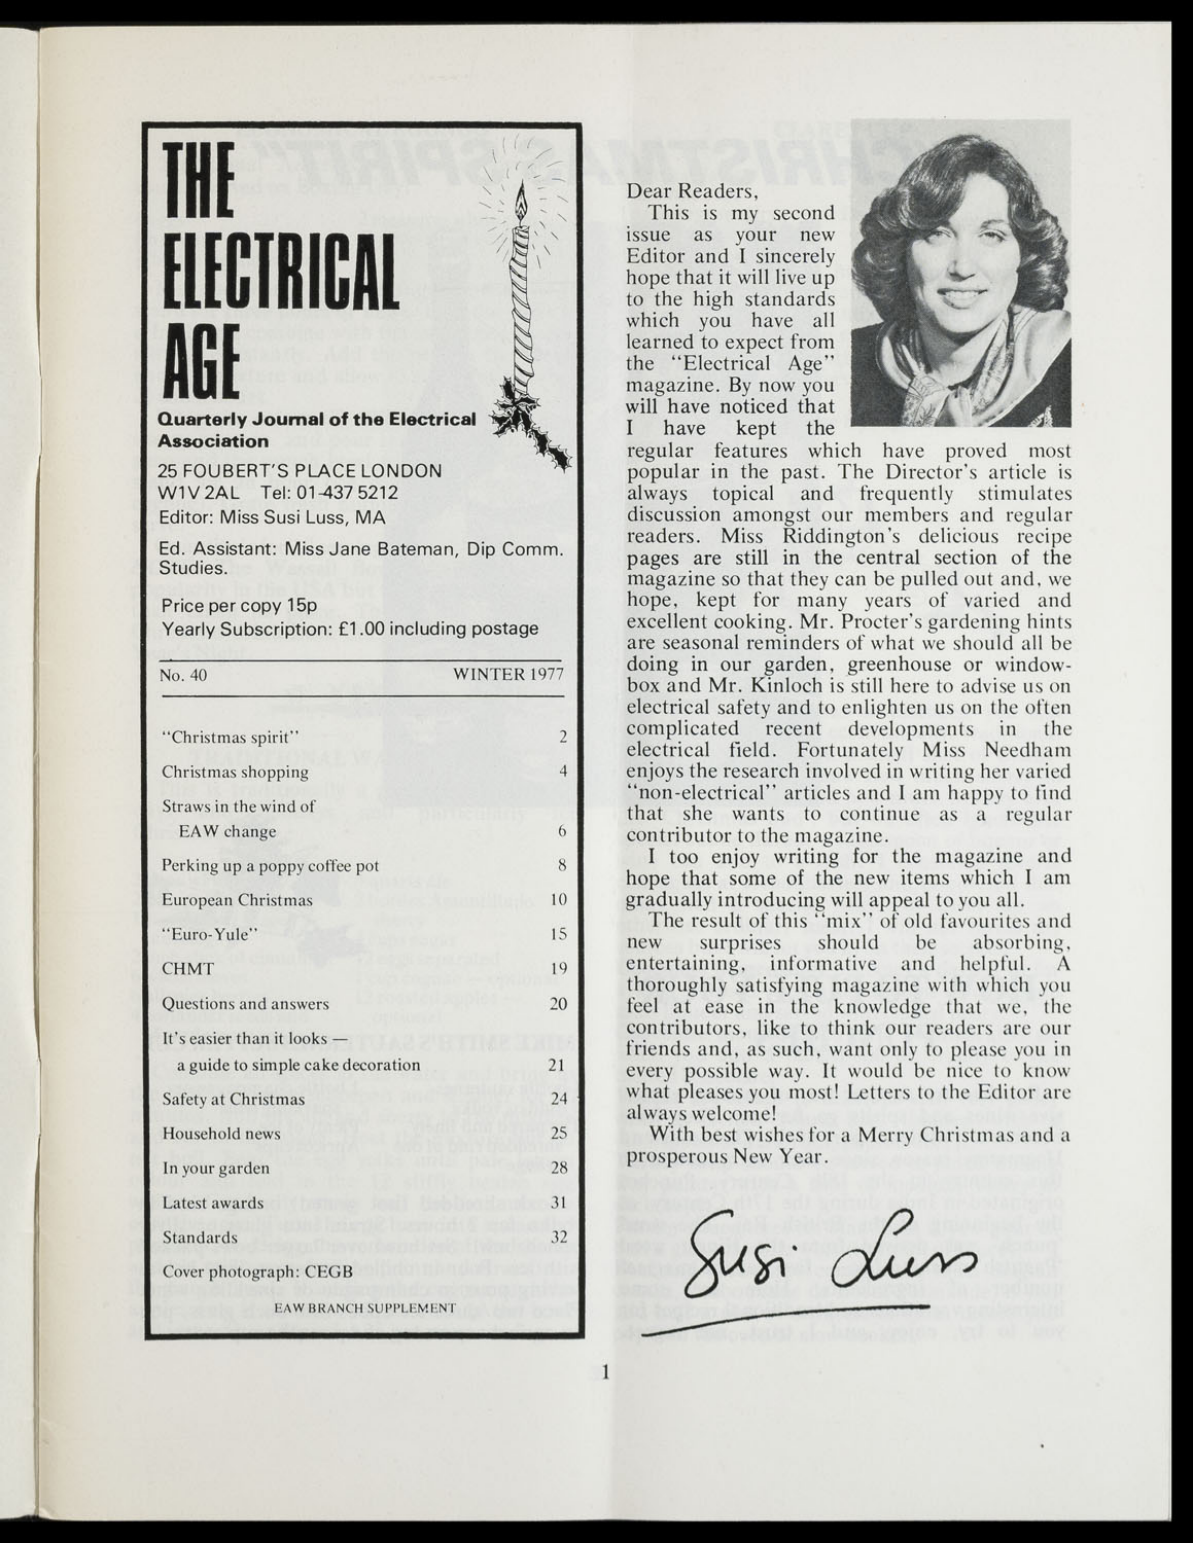 THE
ELECTRICAL
AGE
Quarterly Journal of the Electrical
Association
25 FOUBERT'S PLACE LONDON
W1V 2AL Tel: 01-437 5212
Editor: Miss Susi Luss, MA
Ed. Assistant: Miss Jane Bateman, Dip Comm.
Studies.
Price per copy 15p
Yearly Subscription: £1.00 including postage
No. 40 WINTER 1977
"Christmas spirit" 2
Christmas shopping 4
Straws in the wind of
EAW change 6
Perking up a poppy coffee pot 8
European Christmas 10
"Euro-Yule" 15
CHMT 19
Questions and answers 20
It's easier than it looks —
a guide to simple cake decoration 21
Safety at Christmas 24
Household news 25
In your garden 28
Latest awards 31
Standards 32
Cover photograph: CEGB
EAW BRANCH SUPPLEMENT
Dear Readers,
This is my second
issue as your new
Editor and I sincerely
hope that it will live up
to the high standards
which you have all
learned to expect from
the "Electrical Age"
magazine. By now you
will have noticed that
I have kept the
regular features which have proved most
popular in the past. The Director's article is
always topical and frequently stimulates
discussion amongst our members and regular
readers. Miss Riddington's delicious recipe
pages are still in the central section of the
magazine so that they can be pulled out and, we
hope, kept for many years of varied and
excellent cooking. Mr. Procter's gardening hints
are seasonal reminders of what we should all be
doing in our garden, greenhouse or window-
box and Mr. Kinloch is still here to advise us on
electrical safety and to enlighten us on the often
complicated recent developments in the
electrical field. Fortunately Miss Needham
enjoys the research involved in writing her varied
"non-electrical" articles and I am happy to find
that she wants to continue as a regular
contributor to the magazine.
I too enjoy writing for the magazine and
hope that some of the new items which I am
gradually introducing will appeal to you all.
The result of this "mix" of old favourites and
new surprises should be absorbing,
entertaining, informative and helpful. A
thoroughly satisfying magazine with which you
feel at ease in the knowledge that we, the
contributors, like to think our readers are our
friends and, as such, want only to please you in
every possible way. It would be nice to know
what pleases you most! Letters to the Editor are
always welcome!
With best wishes for a Merry Christmas and a
prosperous New Year.
Susi Luss
1